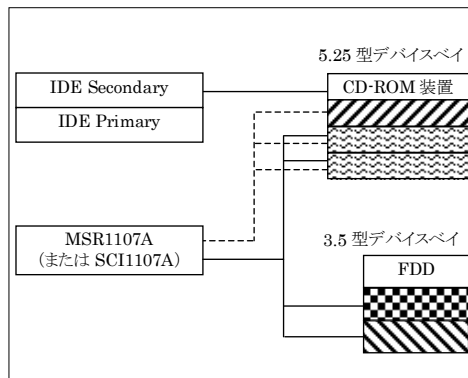 5.25 型デバイスベイ
IDE Secondary
CD-ROM 装置
IDE Primary
MSR1107A
（または SCI1107A）
3.5 型デバイスベイ
FDD